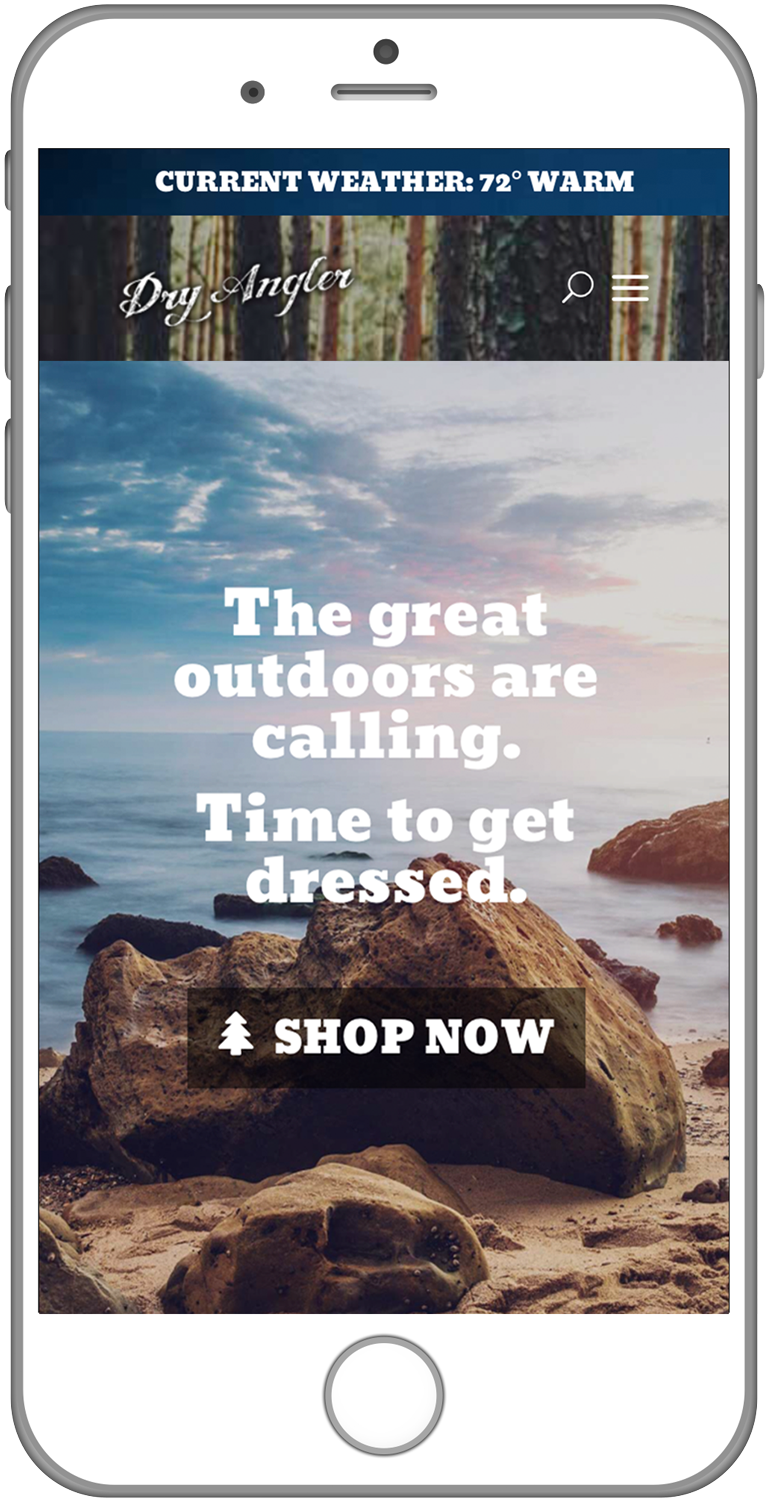 CURRENT WEATHER: 72° WARM
Dry Angler
The great
outdoors are
calling.
Time to get
dressed.
SHOP NOW